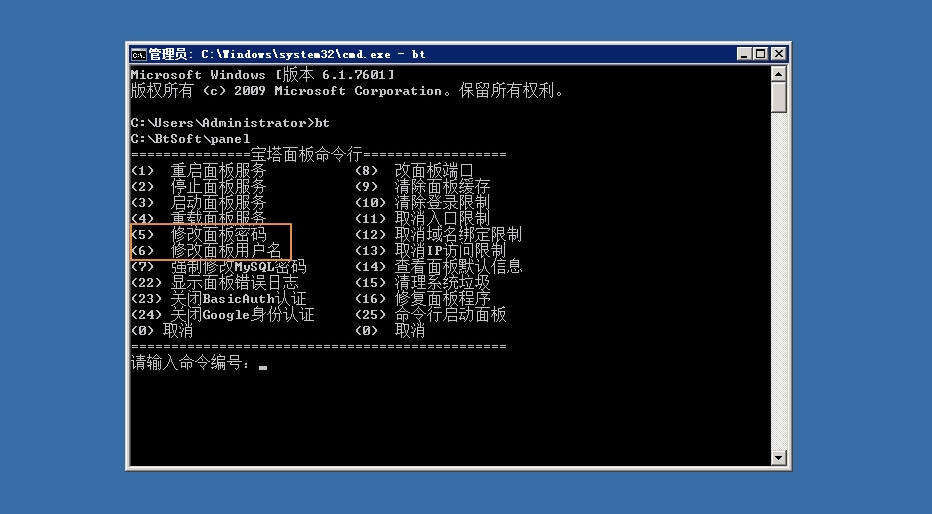 管理员: C:\Windows\system32\cmd.exe - bt
Microsoft Windows [版本 6.1.7601]
版权所有 (c) 2009 Microsoft Corporation。保留所有权利。
C:\Users\Administrator>bt
C:\BtSoft\panel
===============宝塔面板命令行==================
(1) 重启面板服务 (8) 改面板端口
(2) 停止面板服务 (9) 清除面板缓存
(3) 启动面板服务 (10) 清除登录限制
(4) 重载面板服务 (11) 取消入口限制
(5) 修改面板密码 (12) 取消域名绑定限制
(6) 修改面板用户名 (13) 取消IP访问限制
(7) 强制修改MySQL密码 (14) 查看面板默认信息
(22) 显示面板错误日志 (15) 清理系统垃圾
(23) 关闭BasicAuth认证 (16) 修复面板程序
(24) 关闭Google身份认证 (25) 命令行启动面板
(0) 取消 (0) 取消
===============================================
请输入命令编号：